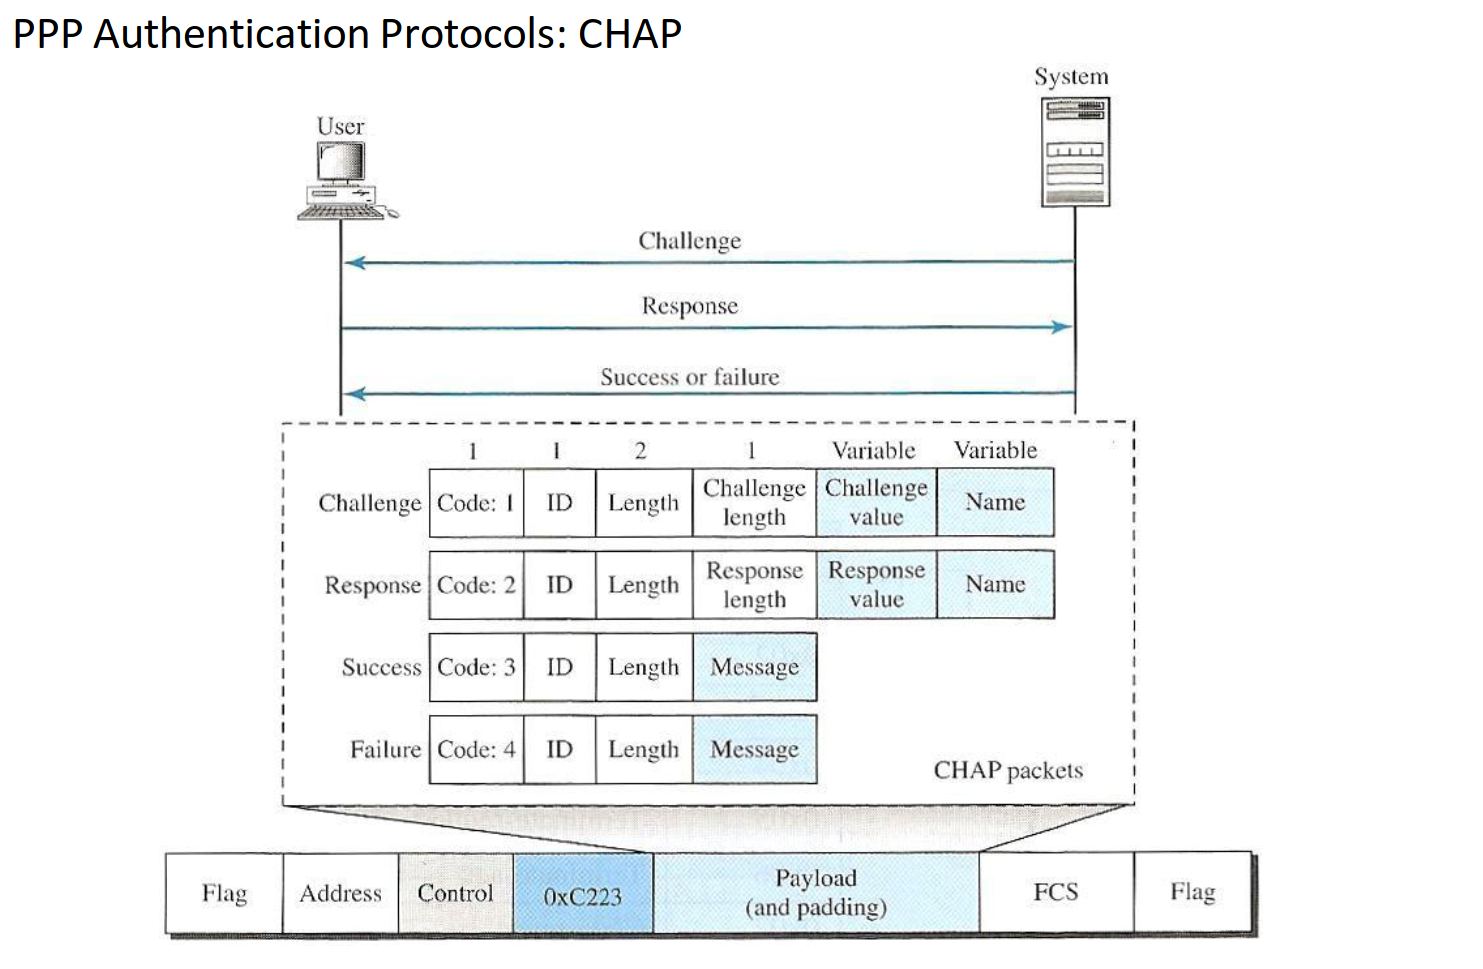 PPP Authentication Protocols: CHAP
System
User
Challenge
Response
Success or failure
1 1 2 1 Variable Variable
Challenge Code: 1 ID Length Challenge length Challenge value Name
Response Code: 2 ID Length Response length Response value Name
Success Code: 3 ID Length Message
Failure Code: 4 ID Length Message
CHAP packets
Flag Address Control 0xC223 Payload (and padding) FCS Flag